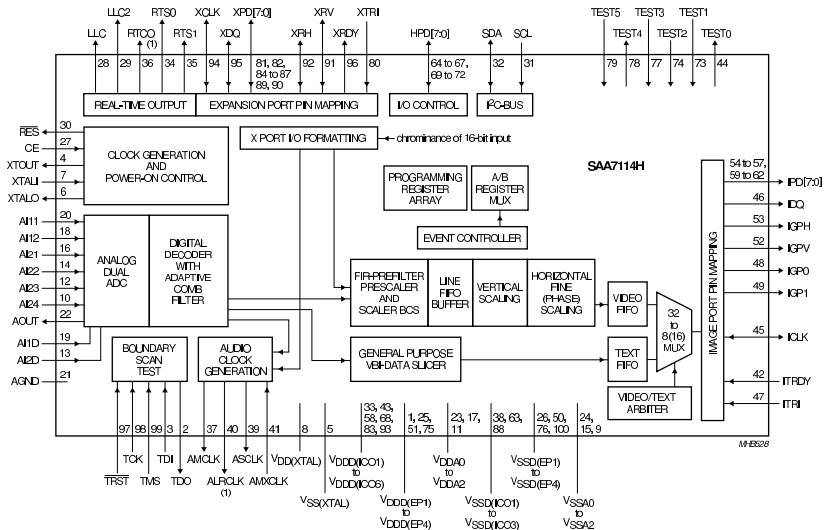 LLC2 RTS0 XCLK XPD[7:0] XRV XTRI TEST5 TEST3 TEST1
LLC RTCO (1) RTS1 XDQ XRH XRDY HPD[7:0] SDA SCL TEST4 TEST2 TEST0
28 29 36 34 35 94 95 81, 82, 84 to 87 89, 90 92 91 96 80 64 to 67, 69 to 72 32 31 79 78 77 74 73 44
REAL-TIME OUTPUT
EXPANSION PORT PIN MAPPING
I/O CONTROL
I²C-BUS
RES 30
CE 27
XTOUT 4
XTALI 7
XTALO 6
CLOCK GENERATION
AND
POWER-ON CONTROL
X PORT I/O FORMATTING
chrominance of 16-bit input
SAA7114H
PROGRAMMING
REGISTER
ARRAY
A/B
REGISTER
MUX
EVENT CONTROLLER
AI11 20
AI12 18
AI21 16
AI22 14
AI23 12
AI24 10
AOUT 22
AI1D 19
AI2D 13
AGND 21
ANALOG
DUAL
ADC
DIGITAL
DECODER
WITH
ADAPTIVE
COMB
FILTER
FIR-PREFILTER
PRESCALER
AND
SCALER BCS
LINE
FIFO
BUFFER
VERTICAL
SCALING
HORIZONTAL
FINE
(PHASE)
SCALING
VIDEO
FIFO
32
to
8(16)
MUX
IMAGE PORT PIN MAPPING
54 to 57,
59 to 62
IPD[7:0]
46 IDQ
53 IGPH
52 IGPV
48 IGP0
49 IGP1
45 ICLK
42 ITRDY
47 ITRI
BOUNDARY
SCAN
TEST
AUDIO
CLOCK
GENERATION
GENERAL PURPOSE
VBI-DATA SLICER
TEXT
FIFO
VIDEO/TEXT
ARBITER
97 98 99 3 2 37 40 39 41 8 5
33, 43,
58, 68,
83, 93
1, 25,
51, 75
23, 17,
11
38, 63,
88
26, 50,
76, 100
24,
15, 9
MHB528
TRST TCK TMS TDI TDO
AMCLK ALRCLK (1) ASCLK AMXCLK
VDD(XTAL)
VSS(XTAL)
VDDD(ICO1)
to
VDDD(ICO6)
VDDD(EP1)
to
VDDD(EP4)
VDDA0
to
VDDA2
VSSD(ICO1)
to
VSSD(ICO3)
VSSD(EP1)
to
VSSD(EP4)
VSSA0
to
VSSA2